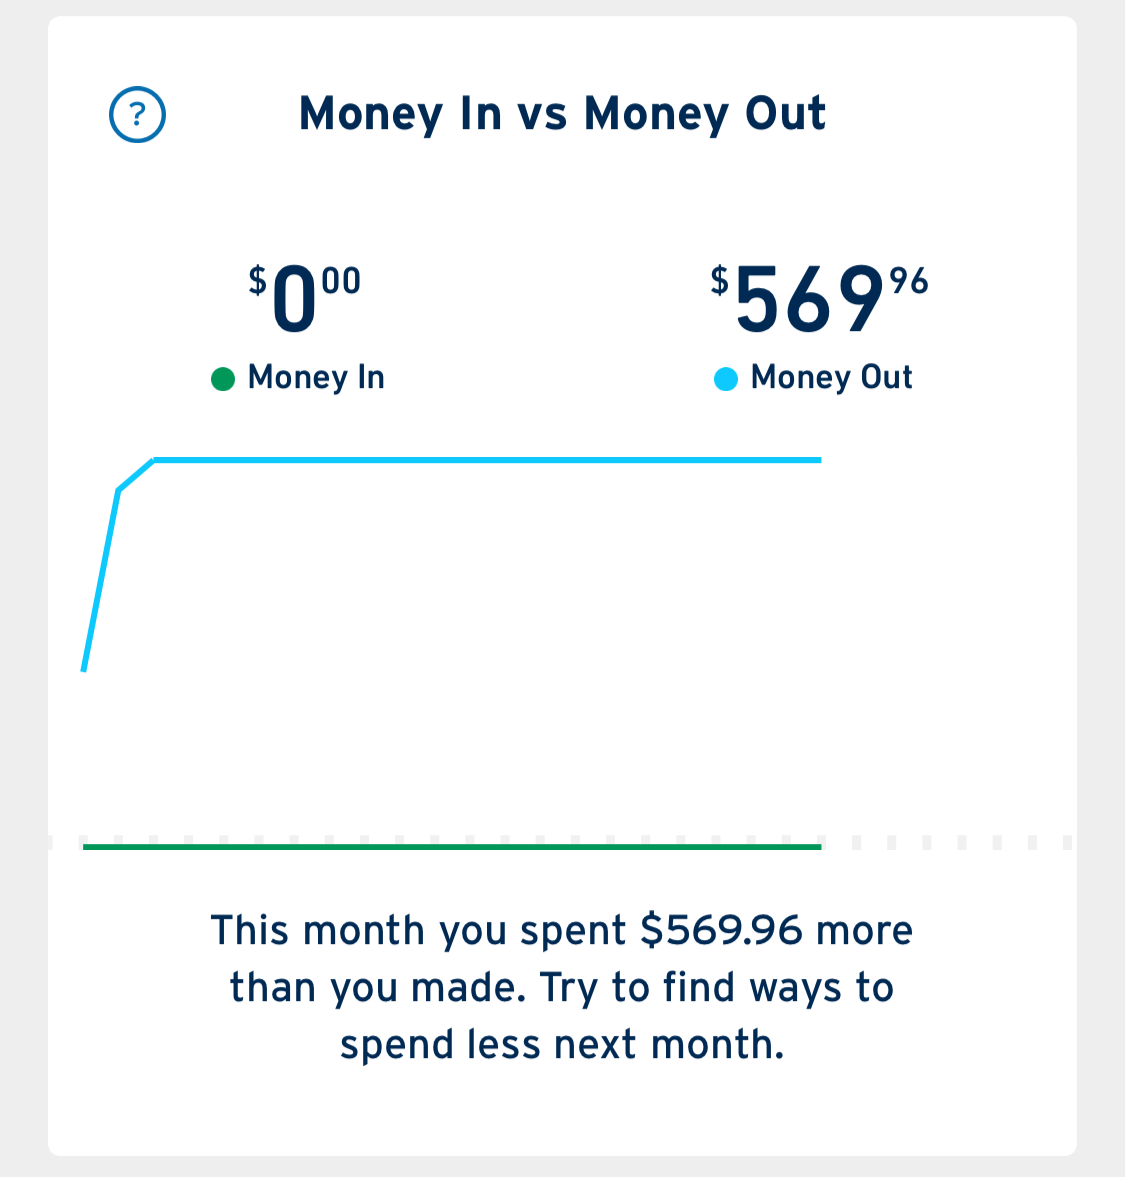 ?
Money In vs Money Out
$0 00
$569 96
Money In
Money Out
This month you spent $569.96 more
than you made. Try to find ways to
spend less next month.